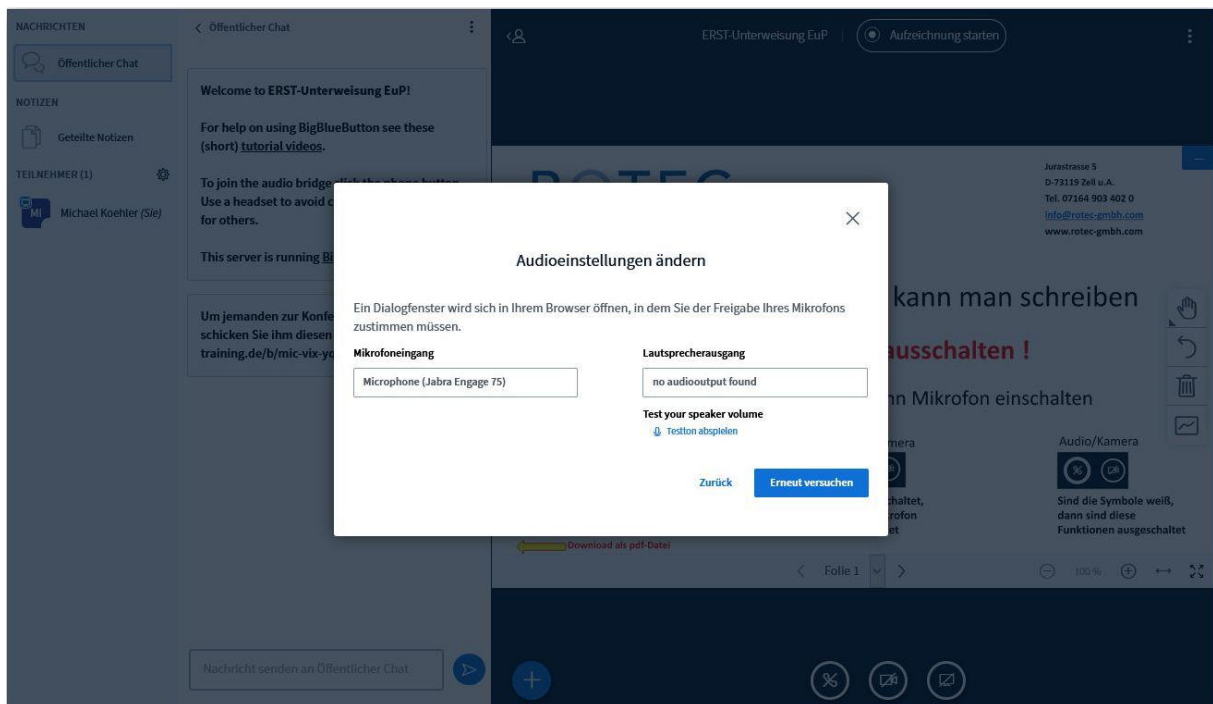 NACHRICHTEN
Öffentlicher Chat
NOTIZEN
Geteilte Notizen
TEILNEHMER (1)
MI
Michael Koehler (Sie)
Öffentlicher Chat
Welcome to ERST-Unterweisung EuP!
For help on using BigBlueButton see these
(short) tutorial videos.
To join the audio bridge click the phone button.
Use a headset to avoid
for others.
This server is running
Um jemanden zur
schicken Sie ihm diesen
training.de/b/mic-vix-
Nachricht senden an Öffentlicher Chat
ERST-Unterweisung EuP
Aufzeichnung starten
ROTEC
Jurastrasse 5
D-73119 Zell u.A.
Tel. 07164 903 402 0
info@rotec-gmbh.com
www.rotec-gmbh.com
kann man schreiben
ausschalten !
Mikrofon einschalten
Audio/Kamera
Sind die Symbole weiß,
dann sind diese
Funktionen ausgeschaltet
Download als pdf-Datei
Folie 1
100 %
Audioeinstellungen ändern
Ein Dialogfenster wird sich in Ihrem Browser öffnen, in dem Sie der Freigabe Ihres Mikrofons
zustimmen müssen.
Mikrofoneingang
Microphone (Jabra Engage 75)
Lautsprecherausgang
no audiooutput found
Test your speaker volume
Testton abspielen
Zurück
Erneut versuchen